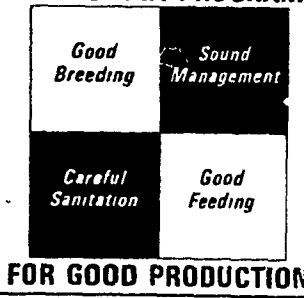 Good
Breeding
Sound
Management
Careful
Sanitation
Good
Feeding
FOR GOOD PRODUCTION